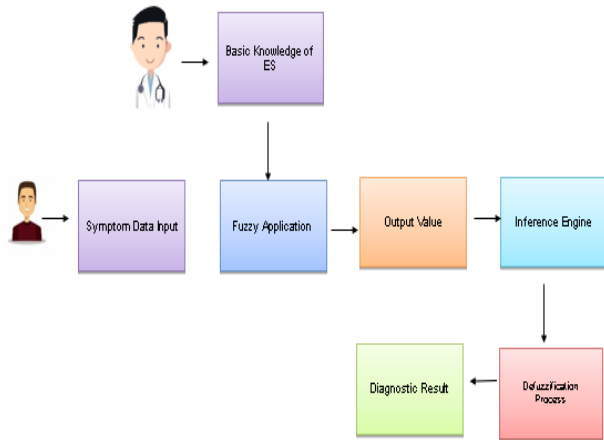 Basic Knowledge of
ES
Symptom Data Input
Fuzzy Application
Output Value
Inference Engine
Diagnostic Result
Defuzzification
Process